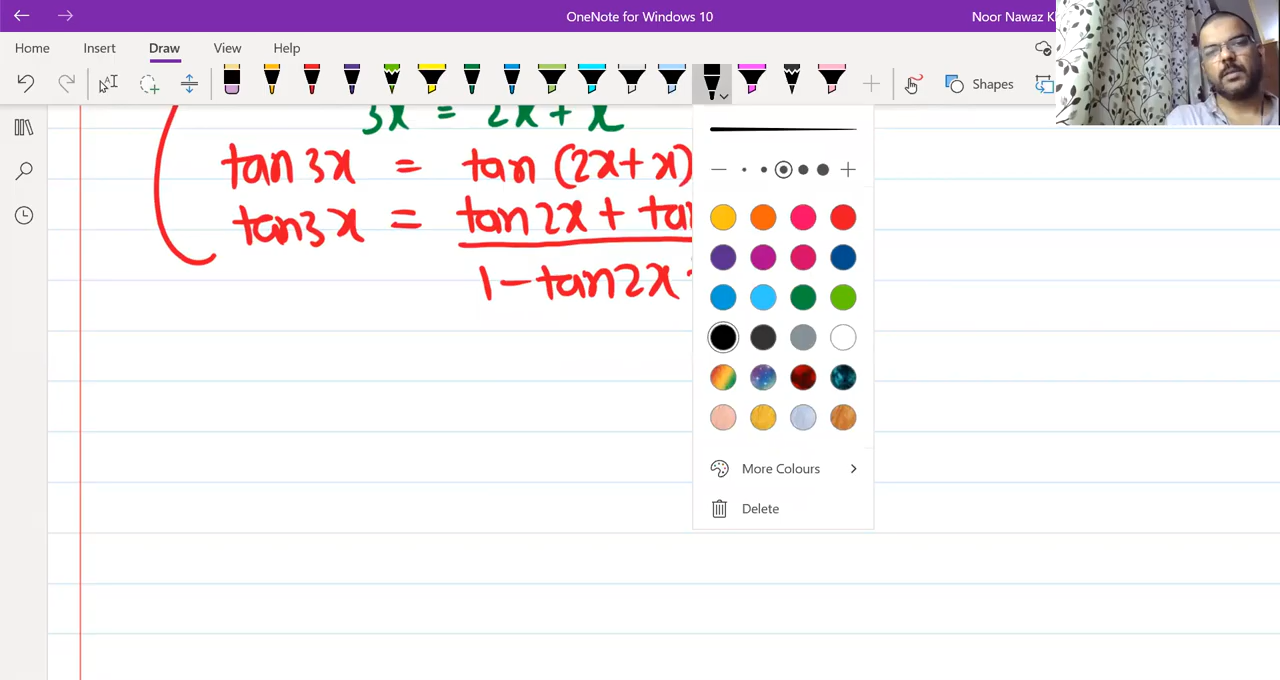 OneNote for Windows 10
Noor Nawaz
Home Insert Draw View Help
Shapes
3x = 2x + x
tan 3x = tan (2x+x)
tan3x = tan2x + tan
1 - tan2x
More Colours
Delete